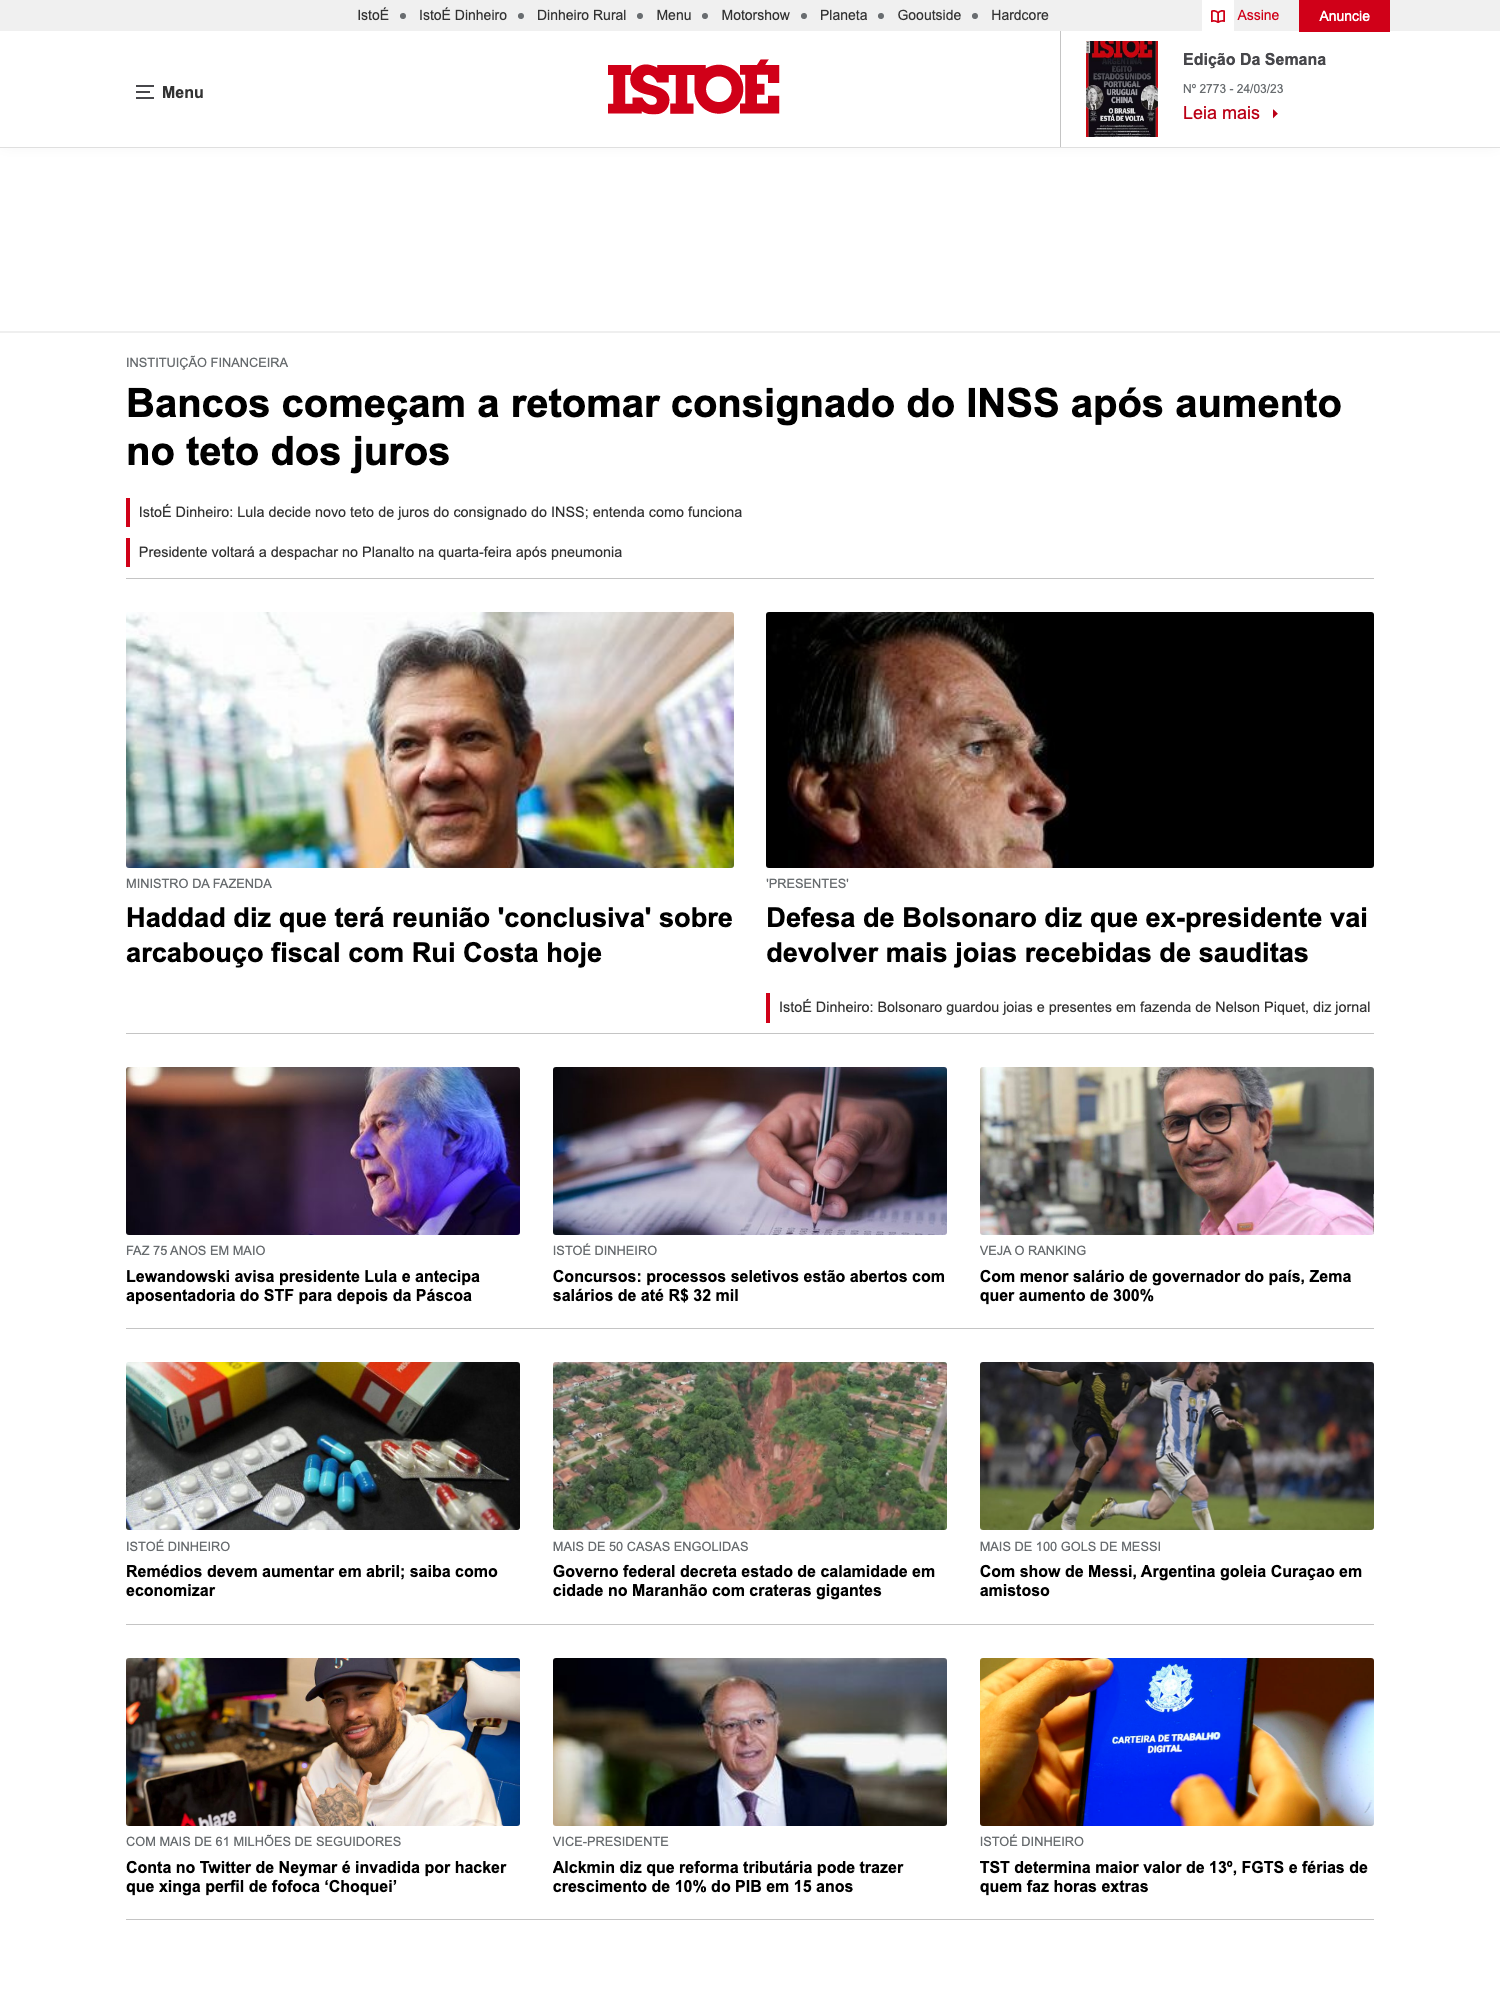 IstoÉ • IstoÉ Dinheiro • Dinheiro Rural • Menu • Motorshow • Planeta • Gooutside • Hardcore
Assine
Anuncie
Menu
ISTOÉ
ISTOÉ
ARGENTINA
EGITO
ESTADOS UNIDOS
PORTUGAL
URUGUAI
CHINA
O BRASIL
ESTÁ DE VOLTA
Edição Da Semana
Nº 2773 - 24/03/23
Leia mais
INSTITUIÇÃO FINANCEIRA
Bancos começam a retomar consignado do INSS após aumento
no teto dos juros
IstoÉ Dinheiro: Lula decide novo teto de juros do consignado do INSS; entenda como funciona
Presidente voltará a despachar no Planalto na quarta-feira após pneumonia
MINISTRO DA FAZENDA
Haddad diz que terá reunião 'conclusiva' sobre
arcabouço fiscal com Rui Costa hoje
'PRESENTES'
Defesa de Bolsonaro diz que ex-presidente vai
devolver mais joias recebidas de sauditas
IstoÉ Dinheiro: Bolsonaro guardou joias e presentes em fazenda de Nelson Piquet, diz jornal
FAZ 75 ANOS EM MAIO
Lewandowski avisa presidente Lula e antecipa
aposentadoria do STF para depois da Páscoa
ISTOÉ DINHEIRO
Concursos: processos seletivos estão abertos com
salários de até R$ 32 mil
VEJA O RANKING
Com menor salário de governador do país, Zema
quer aumento de 300%
ISTOÉ DINHEIRO
Remédios devem aumentar em abril; saiba como
economizar
MAIS DE 50 CASAS ENGOLIDAS
Governo federal decreta estado de calamidade em
cidade no Maranhão com crateras gigantes
10
MAIS DE 100 GOLS DE MESSI
Com show de Messi, Argentina goleia Curaçao em
amistoso
blaze
COM MAIS DE 61 MILHÕES DE SEGUIDORES
Conta no Twitter de Neymar é invadida por hacker
que xinga perfil de fofoca ‘Choquei’
VICE-PRESIDENTE
Alckmin diz que reforma tributária pode trazer
crescimento de 10% do PIB em 15 anos
CARTEIRA DE TRABALHO
DIGITAL
ISTOÉ DINHEIRO
TST determina maior valor de 13º, FGTS e férias de
quem faz horas extras